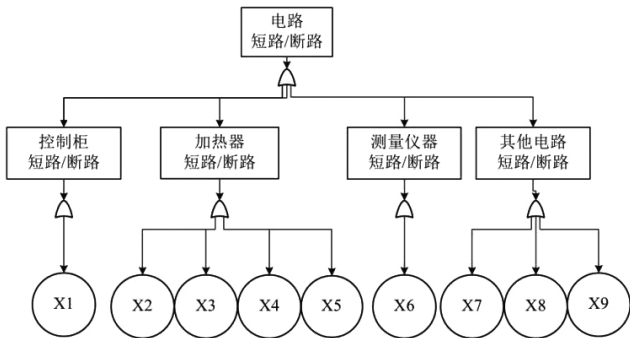 电路
短路/断路
控制柜
短路/断路
加热器
短路/断路
测量仪器
短路/断路
其他电路
短路/断路
X1
X2
X3
X4
X5
X6
X7
X8
X9